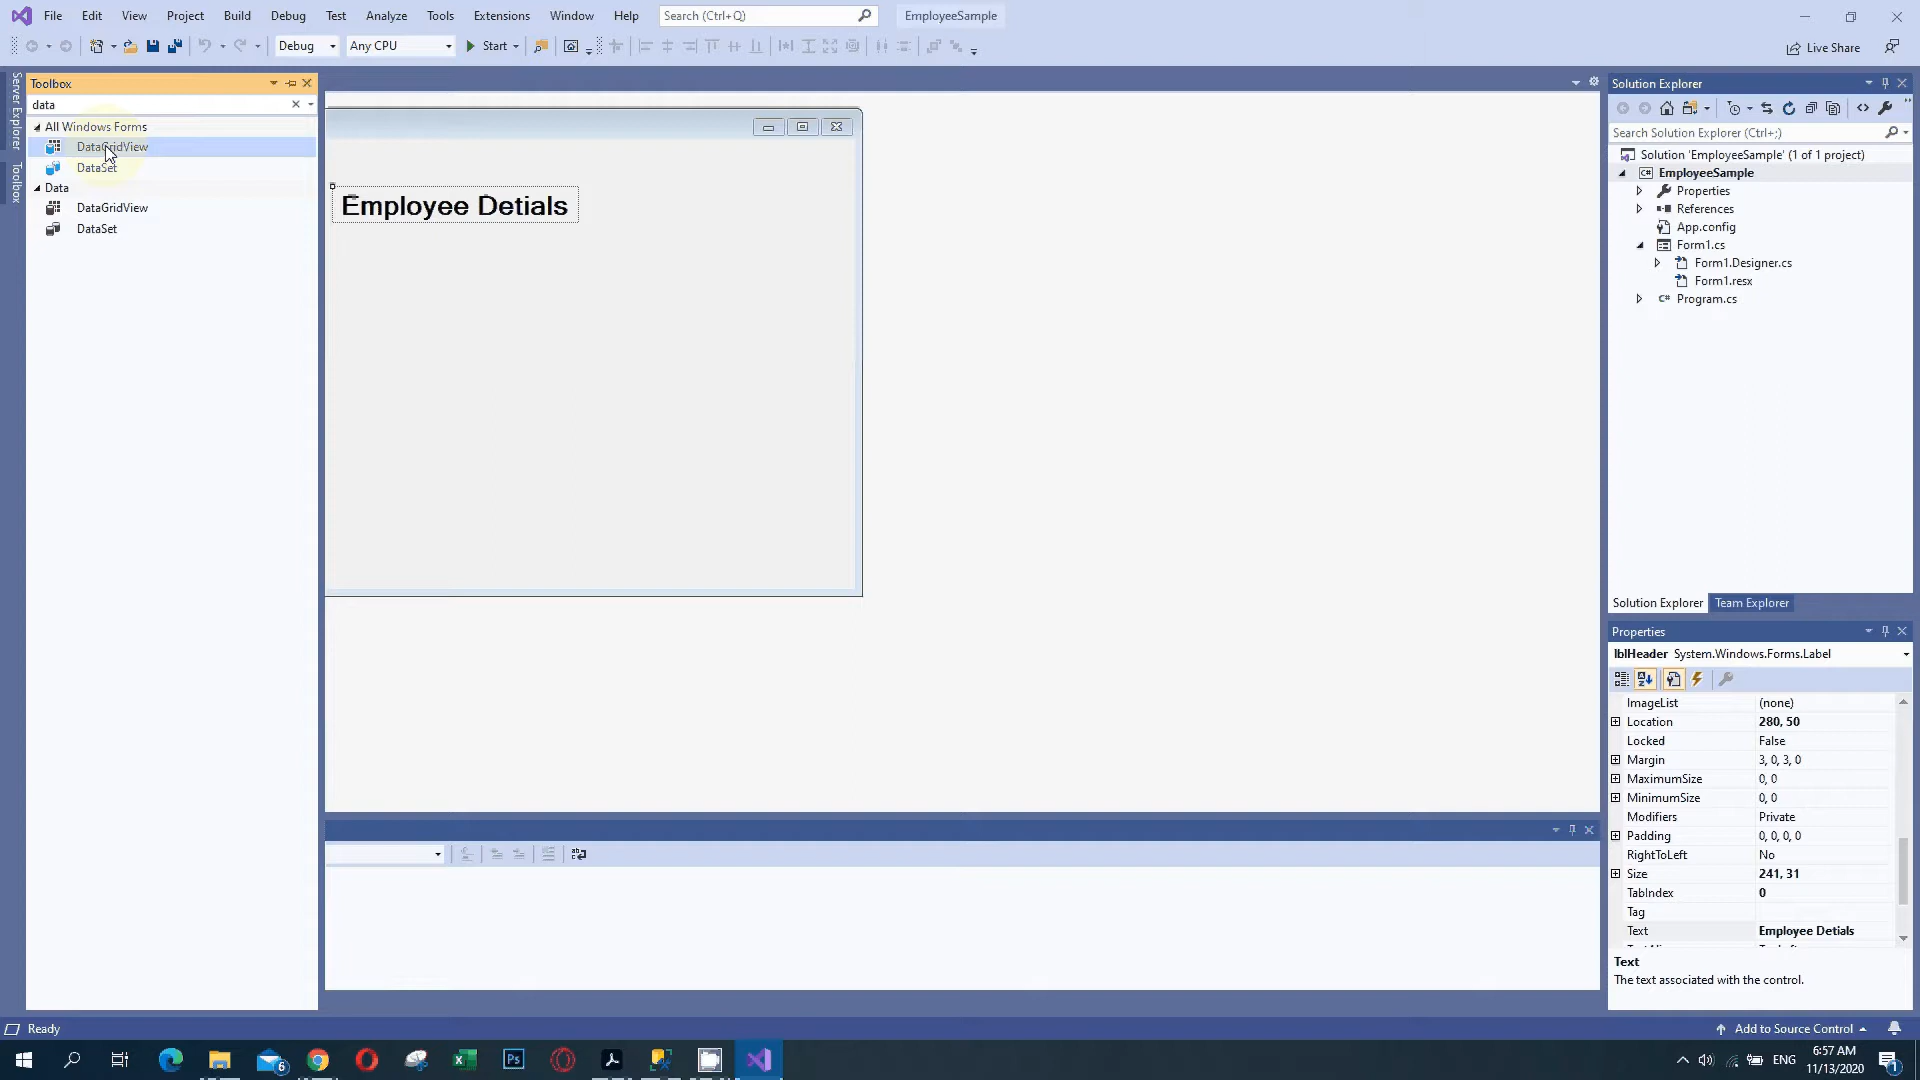 File Edit View Project Build Debug Test Analyze Tools Extensions Window Help Search (Ctrl+Q) EmployeeSample
Debug Any CPU Start Live Share
Server Explorer
Toolbox
Toolbox
data
All Windows Forms
DataGridView
DataSet
Data
DataGridView
DataSet
Employee Detials
Solution Explorer
Search Solution Explorer (Ctrl+;)
Solution 'EmployeeSample' (1 of 1 project)
EmployeeSample
Properties
References
App.config
Form1.cs
Form1.Designer.cs
Form1.resx
Program.cs
Solution Explorer Team Explorer
Properties
lblHeader System.Windows.Forms.Label
ImageList (none)
Location 280, 50
Locked False
Margin 3, 0, 3, 0
MaximumSize 0, 0
MinimumSize 0, 0
Modifiers Private
Padding 0, 0, 0, 0
RightToLeft No
Size 241, 31
TabIndex 0
Tag
Text Employee Detials
Text
The text associated with the control.
Ready
Add to Source Control
6
Ps
ENG
6:57 AM
11/13/2020
1